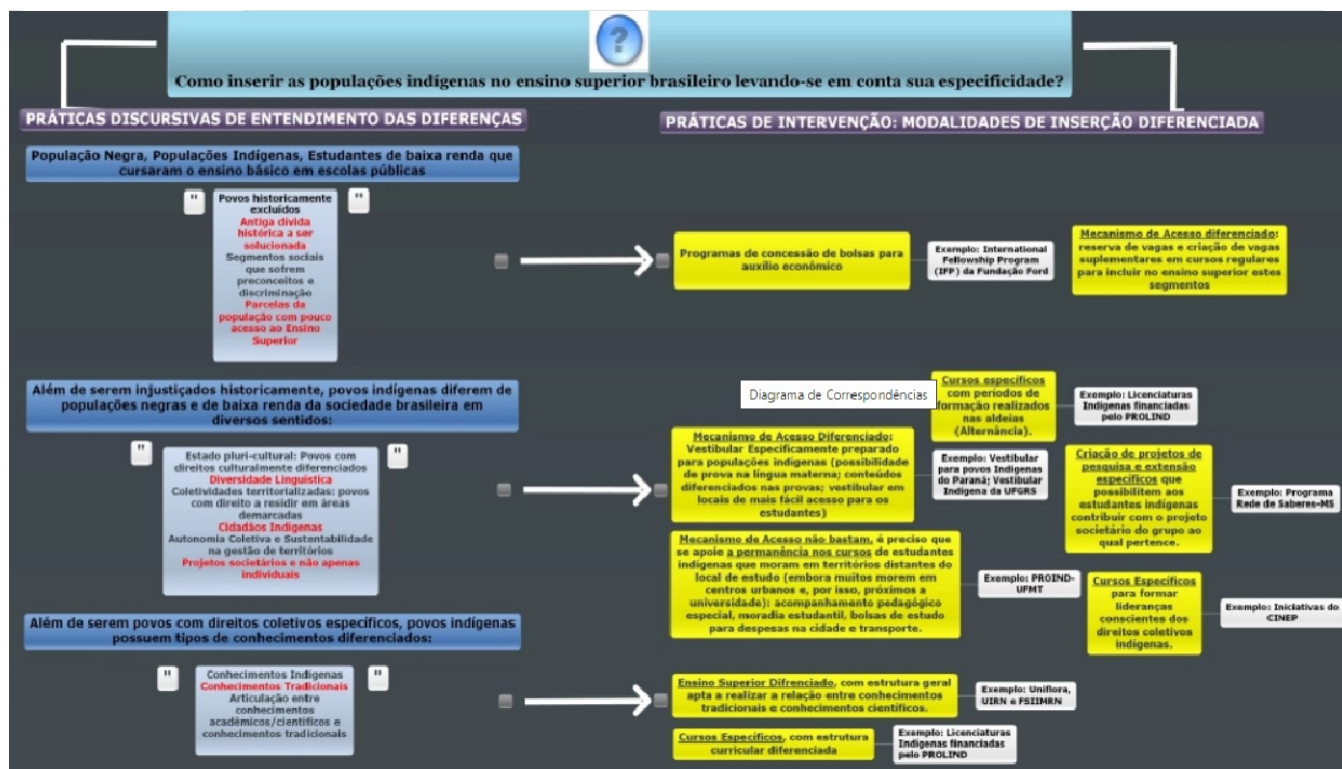 ?
Como inserir as populações indígenas no ensino superior brasileiro levando-se em conta sua especificidade?
PRÁTICAS DISCURSIVAS DE ENTENDIMENTO DAS DIFERENÇAS
PRÁTICAS DE INTERVENÇÃO: MODALIDADES DE INSERÇÃO DIFERENCIADA
População Negra, Populações Indígenas, Estudantes de baixa renda que
cursaram o ensino básico em escolas públicas
"
Povos historicamente
excluídos
Antiga dívida
histórica a ser
solucionada
Segmentos sociais
que sofrem
preconceitos e
discriminação
Parcelas da
população com pouco
acesso ao Ensino
Superior
"
Programas de concessão de bolsas para
auxílio econômico
Exemplo: International
Fellowship Program
(IFP) da Fundação Ford
Mecanismo de Acesso diferenciado:
reserva de vagas e criação de vagas
suplementares em cursos regulares
para incluir no ensino superior estes
segmentos
Além de serem injustiçados historicamente, povos indígenas diferem de
populações negras e de baixa renda da sociedade brasileira em
diversos sentidos:
"
Estado pluri-cultural: Povos com
direitos culturalmente diferenciados
Diversidade Linguística
Coletividades territorializadas: povos
com direito a residir em áreas
demarcadas
Cidadãos Indígenas
Autonomia Coletiva e Sustentabilidade
na gestão de territórios
Projetos societários e não apenas
individuais
"
Diagrama de Correspondências
Cursos específicos
com períodos de
formação realizados
nas aldeias
(Alternância).
Exemplo: Licenciaturas
Indígenas financiadas
pelo PROLIND
Mecanismo de Acesso Diferenciado:
Vestibular Especificamente preparado
para populações indígenas (possibilidade
de prova na língua materna; conteúdos
diferenciados nas provas; vestibular em
locais de mais fácil acesso para os
estudantes)
Exemplo: Vestibular
para povos Indígenas
do Paraná; Vestibular
Indígena da UFGRS
Criação de projetos de
pesquisa e extensão
específicos que
possibilitem aos
estudantes indígenas
contribuir com o projeto
societário do grupo ao
qual pertence.
Exemplo: Programa
Rede de Saberes-MS
Mecanismo de Acesso não bastam, é preciso que
se apoie a permanência nos cursos de estudantes
indígenas que moram em territórios distantes do
local de estudo (embora muitos morem em
centros urbanos e, por isso, próximos a
universidade): acompanhamento pedagógico
especial, moradia estudantil, bolsas de estudo
para despesas na cidade e transporte.
Exemplo: PROIND-
UFMT
Cursos Específicos
para formar
lideranças
conscientes dos
direitos coletivos
indígenas.
Exemplo: Iniciativas do
CINEP
Além de serem povos com direitos coletivos específicos, povos indígenas
possuem tipos de conhecimentos diferenciados:
"
Conhecimentos Indígenas
Conhecimentos Tradicionais
Articulação entre
conhecimentos
acadêmicos/científicos e
conhecimentos tradicionais
"
Ensino Superior Difrenciado, com estrutura geral
apta a realizar a relação entre conhecimentos
tradicionais e conhecimentos científicos.
Exemplo: Uniflora,
UIRN e FSIIMRN
Cursos Específicos, com estrutura
curricular diferenciada
Exemplo: Licenciaturas
Indígenas financiadas
pelo PROLIND